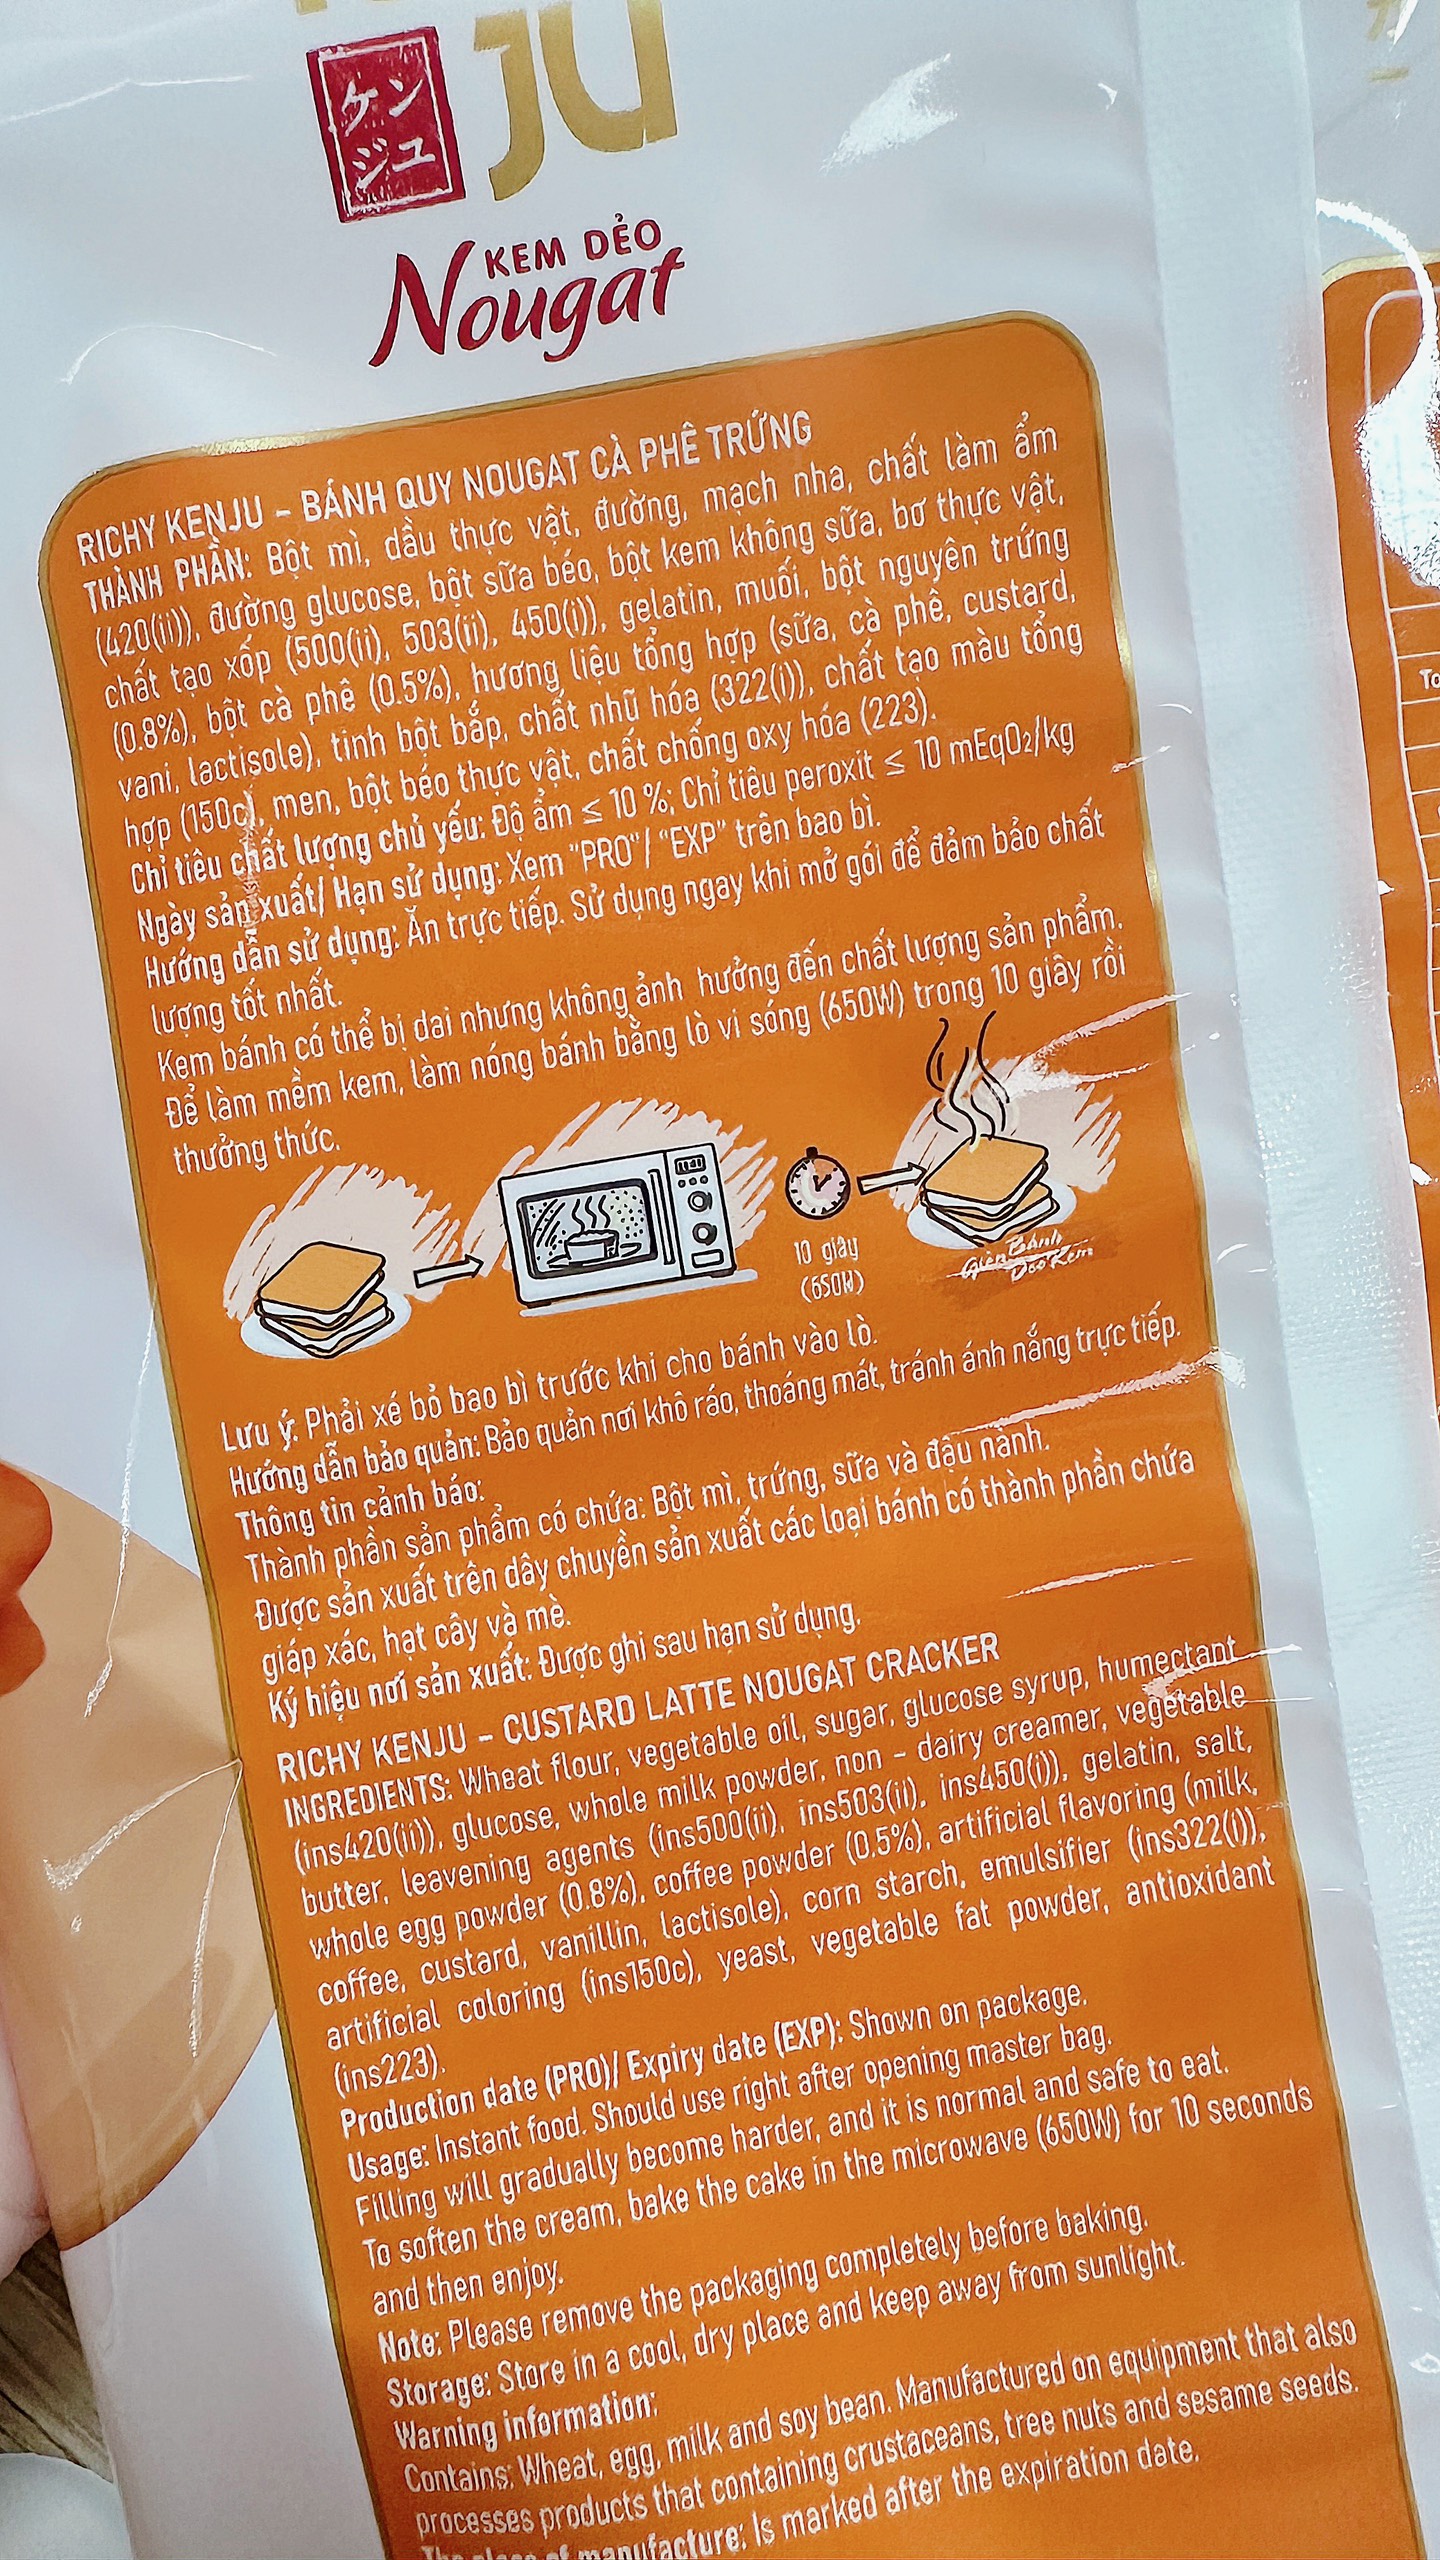 ケン
ジュ
JU
KEM DẺO
Nougat
RICHY KENJU – BÁNH QUY NOUGAT CÀ PHÊ TRỨNG
THÀNH PHẦN: Bột mì, dầu thực vật, đường, mạch nha, chất làm ẩm
(420(ii)), đường glucose, bột sữa béo, bột kem không sữa, bơ thực vật,
chất tạo xốp (500(ii), 503(ii), 450(i)), gelatin, muối, bột nguyên trứng
(0.8%), bột cà phê (0.5%), hương liệu tổng hợp (sữa, cà phê, custard,
vani, lactisole), tinh bột bắp, chất nhũ hóa (322(i)), chất tạo màu tổng
hợp (150c), men, bột béo thực vật, chất chống oxy hóa (223).
Chỉ tiêu chất lượng chủ yếu: Độ ẩm ≤ 10 %; Chỉ tiêu peroxit ≤ 10 mEqO₂/kg
Ngày sản xuất/ Hạn sử dụng: Xem "PRO"/ "EXP" trên bao bì.
Hướng dẫn sử dụng: Ăn trực tiếp. Sử dụng ngay khi mở gói để đảm bảo chất
lượng tốt nhất.
Kem bánh có thể bị dai nhưng không ảnh hưởng đến chất lượng sản phẩm.
Để làm mềm kem, làm nóng bánh bằng lò vi sóng (650W) trong 10 giây rồi
thưởng thức.
10 giây
(650W)
Giòn Bánh
Dẻo Kem
Lưu ý: Phải xé bỏ bao bì trước khi cho bánh vào lò.
Hướng dẫn bảo quản: Bảo quản nơi khô ráo, thoáng mát, tránh ánh nắng trực tiếp.
Thông tin cảnh báo:
Thành phần sản phẩm có chứa: Bột mì, trứng, sữa và đậu nành.
Được sản xuất trên dây chuyền sản xuất các loại bánh có thành phần chứa
giáp xác, hạt cây và mè.
Ký hiệu nơi sản xuất: Được ghi sau hạn sử dụng.
RICHY KENJU – CUSTARD LATTE NOUGAT CRACKER
INGREDIENTS: Wheat flour, vegetable oil, sugar, glucose syrup, humectant
(ins420(ii)), glucose, whole milk powder, non – dairy creamer, vegetable
butter, leavening agents (ins500(ii), ins503(ii), ins450(i)), gelatin, salt,
whole egg powder (0.8%), coffee powder (0.5%), artificial flavoring (milk,
coffee, custard, vanillin, lactisole), corn starch, emulsifier (ins322(i)),
artificial coloring (ins150c), yeast, vegetable fat powder, antioxidant
(ins223).
Production date (PRO)/ Expiry date (EXP): Shown on package.
Usage: Instant food. Should use right after opening master bag.
Filling will gradually become harder, and it is normal and safe to eat.
To soften the cream, bake the cake in the microwave (650W) for 10 seconds
and then enjoy.
Note: Please remove the packaging completely before baking.
Storage: Store in a cool, dry place and keep away from sunlight.
Warning information:
Contains: Wheat, egg, milk and soy bean. Manufactured on equipment that also
processes products that containing crustaceans, tree nuts and sesame seeds.
The place of manufacture: Is marked after the expiration date.